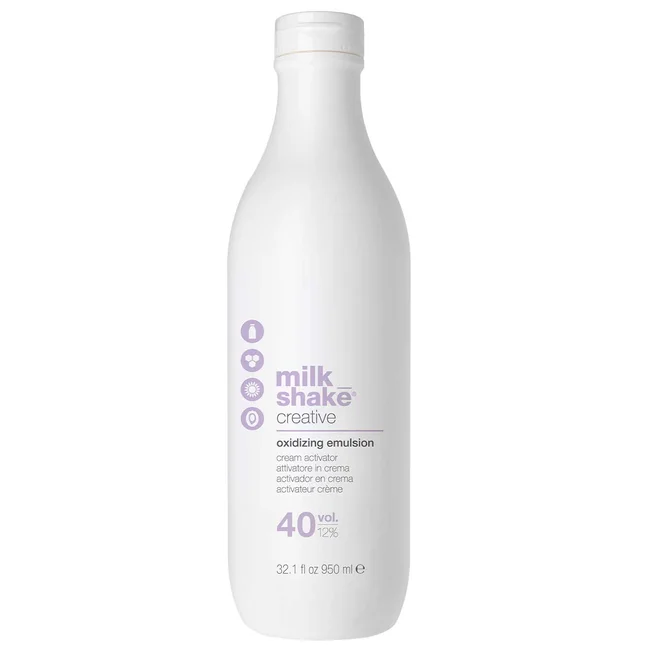 milk
shake®
creative
oxidizing emulsion
cream activator
attivatore in crema
activador en crema
activateur crème
40 vol.
12%
32.1 fl oz 950 ml ℮